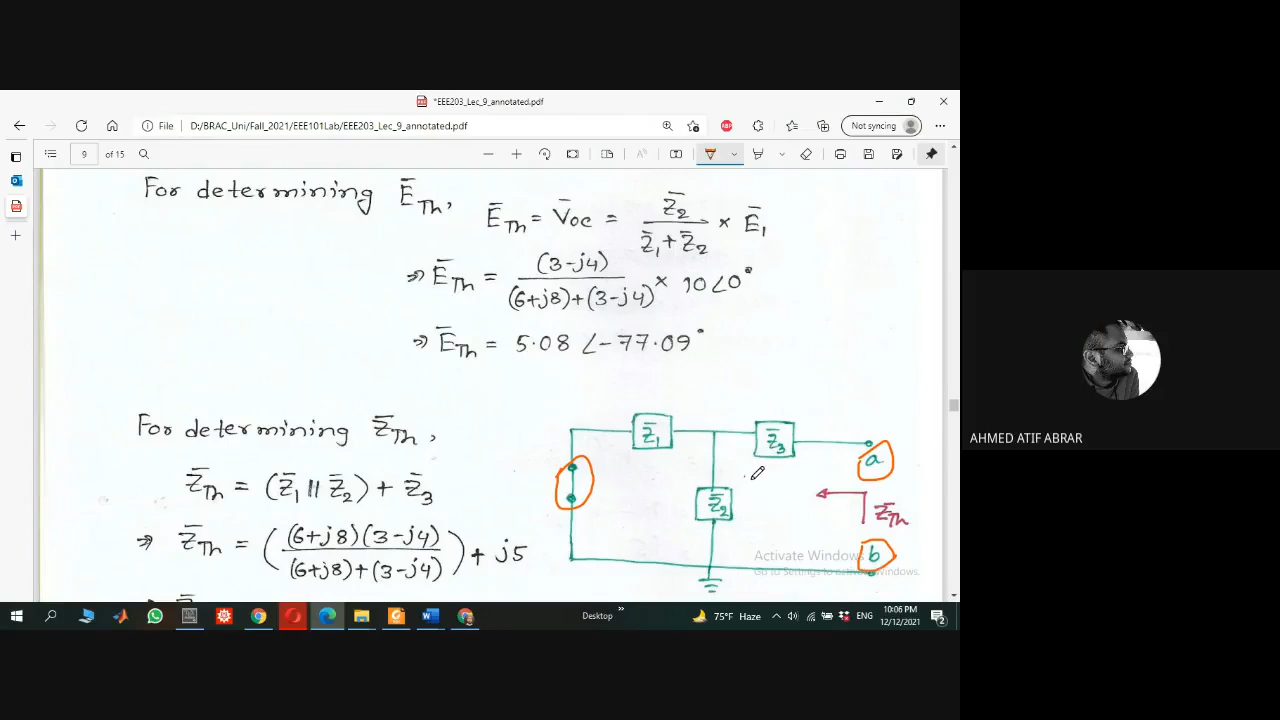 *EEE203_Lec_9_annotated.pdf
File | D:/BRAC_Uni/Fall_2021/EEE101Lab/EEE203_Lec_9_annotated.pdf
ABP
Not syncing
9 of 15
For determining Ē_Th,
Ē_Th = V̄oc = Z̄₂ / (Z̄₁+Z̄₂) × Ē₁
⇒ Ē_Th = (3-j4) / ((6+j8)+(3-j4)) × 10∠0°
⇒ Ē_Th = 5.08 ∠-77.09°
For determining Z̄_Th,
Z̄_Th = (Z̄₁ || Z̄₂) + Z̄₃
⇒ Z̄_Th = ((6+j8)(3-j4) / ((6+j8)+(3-j4))) + j5
Z̄₁
Z̄₃
a
Z̄₂
Z̄_Th
b
Activate Windows
Go to Settings to activate Windows.
AHMED ATIF ABRAR
Desktop
75°F Haze
ENG
10:06 PM
12/12/2021
2